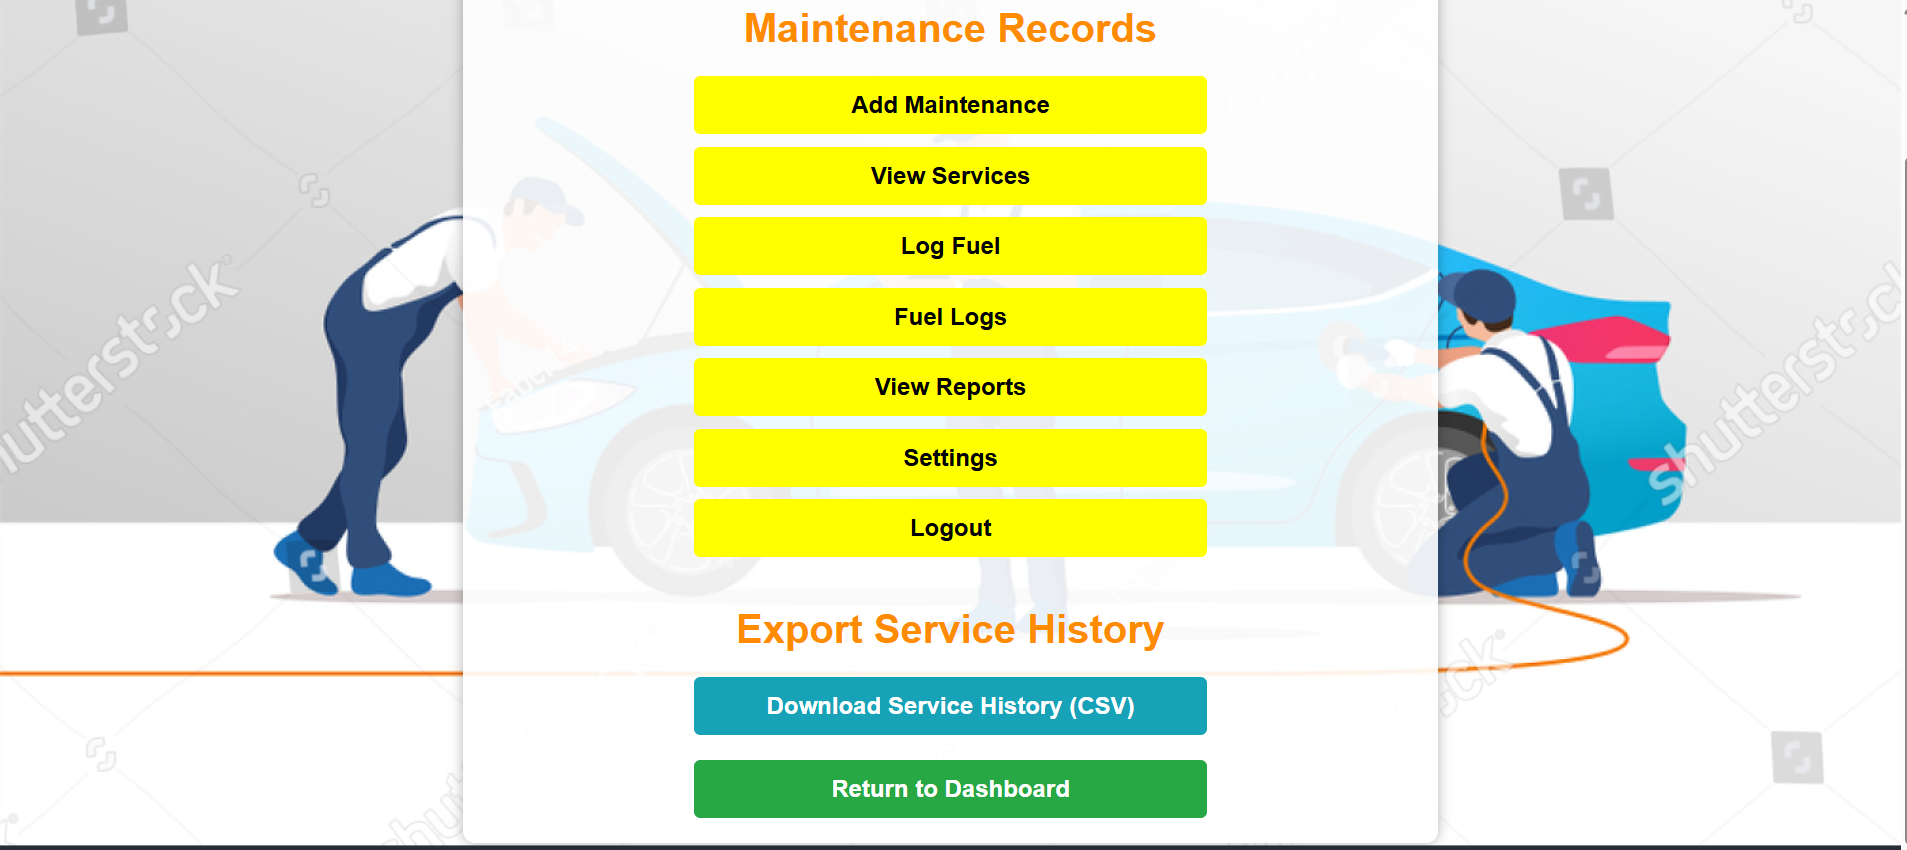 Maintenance Records
Add Maintenance
View Services
Log Fuel
Fuel Logs
View Reports
Settings
Logout
Export Service History
Download Service History (CSV)
Return to Dashboard
shutterstock
shutterstock